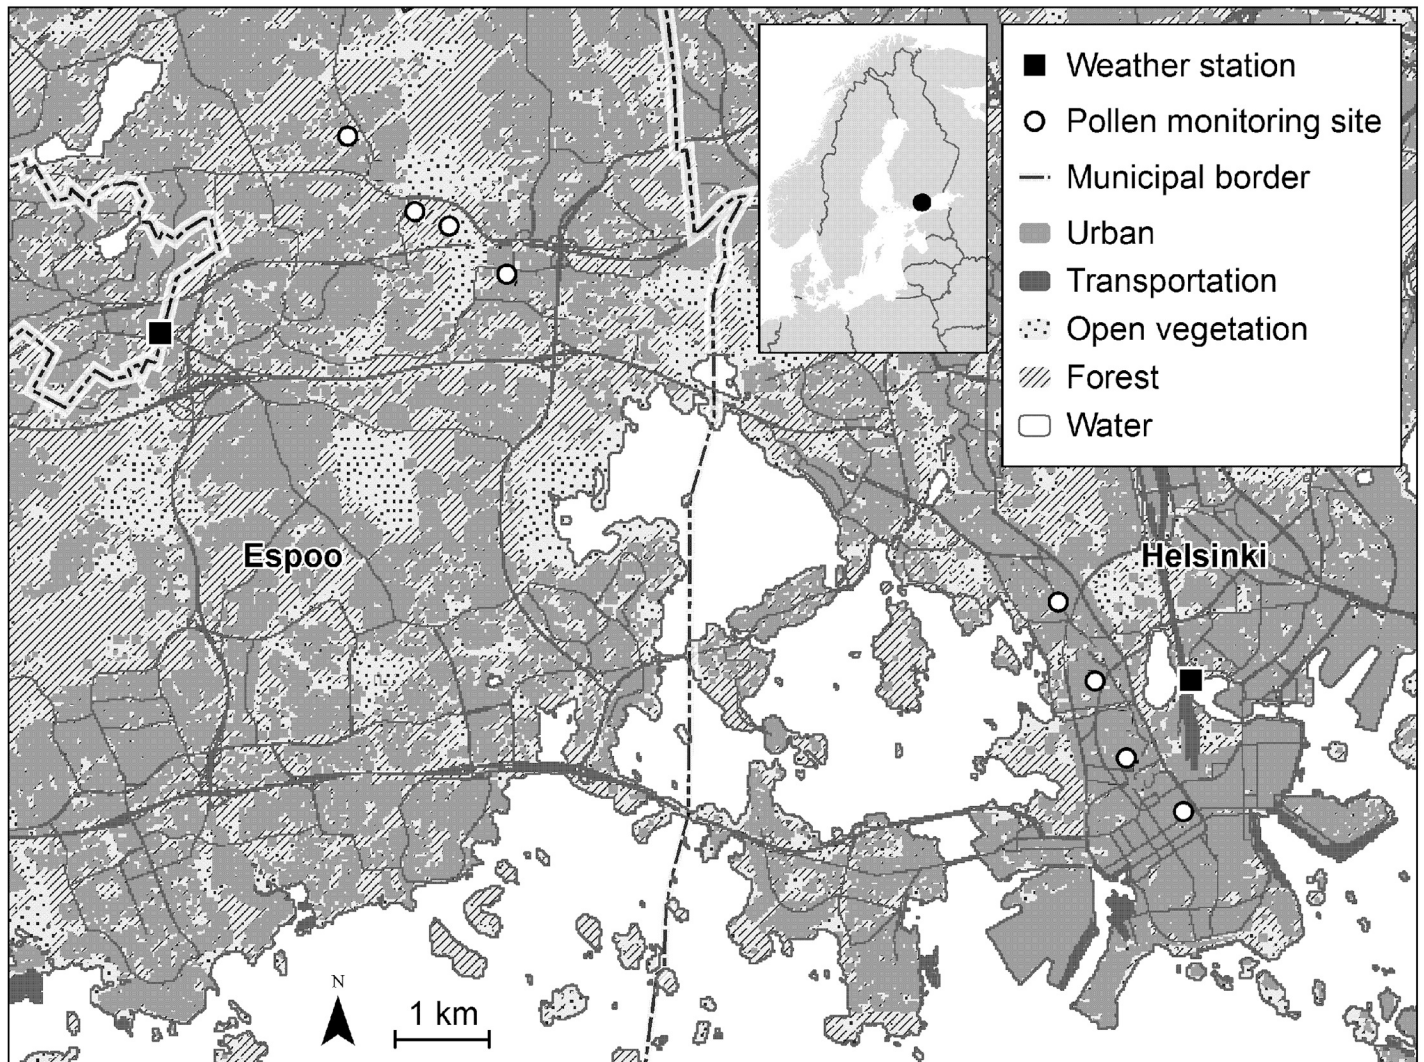 Weather station
Pollen monitoring site
Municipal border
Urban
Transportation
Open vegetation
Forest
Water
Espoo
Helsinki
N
1 km